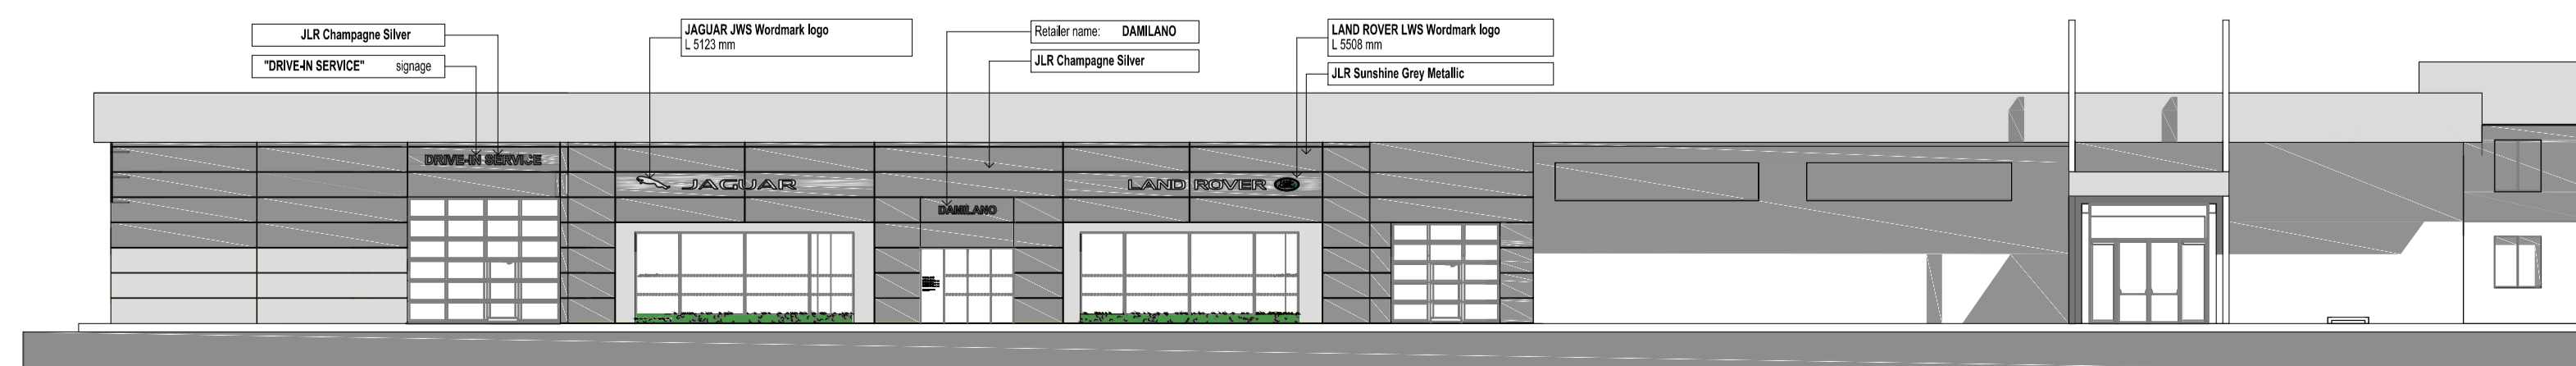 JLR Champagne Silver
"DRIVE-IN SERVICE" signage
JAGUAR JWS Wordmark logo
L 5123 mm
Retailer name: DAMILANO
JLR Champagne Silver
LAND ROVER LWS Wordmark logo
L 5508 mm
JLR Sunshine Grey Metallic
DRIVE-IN SERVICE
JAGUAR
LAND ROVER
DAMILANO